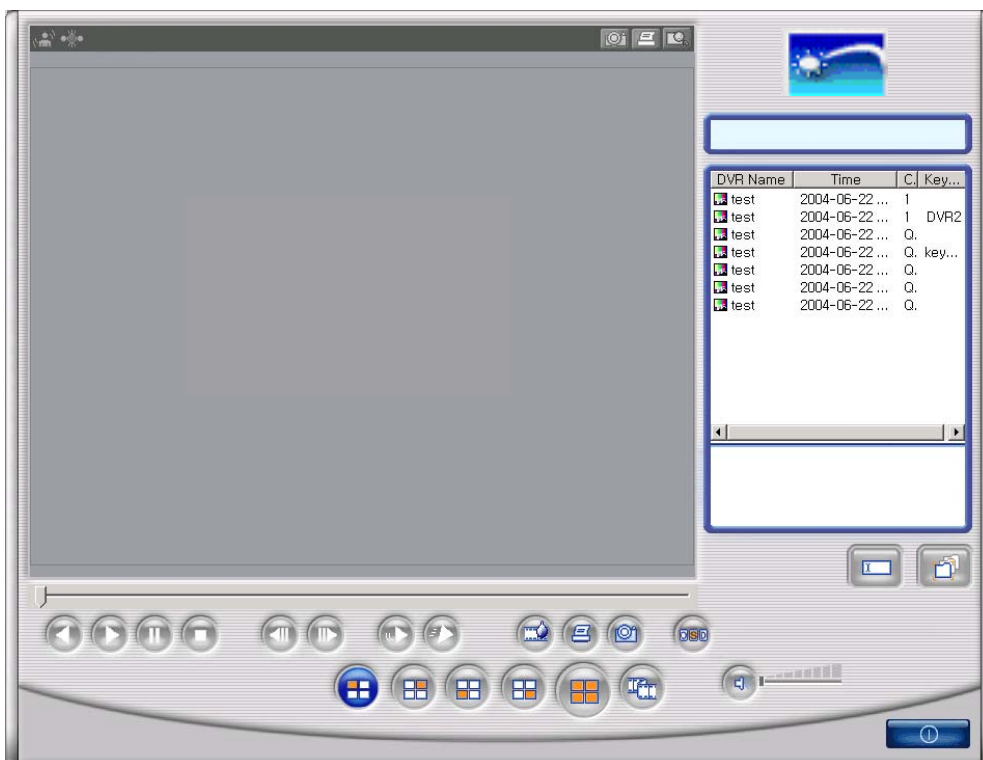 DVR Name Time C. Key...
test 2004-06-22 ... 1
test 2004-06-22 ... 1 DVR2
test 2004-06-22 ... Q.
test 2004-06-22 ... Q. key...
test 2004-06-22 ... Q.
test 2004-06-22 ... Q.
test 2004-06-22 ... Q.
DSD